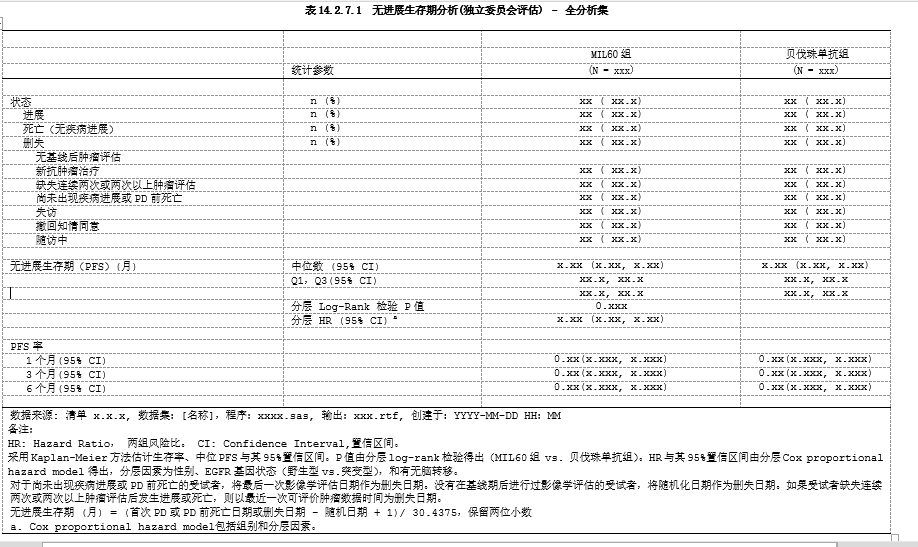 表 14.2.7.1 无进展生存期分析(独立委员会评估) - 全分析集
MIL60 组 贝伐珠单抗组
统计参数 (N = xxx) (N = xxx)
状态 n (%) xx ( xx.x) xx ( xx.x)
进展 n (%) xx ( xx.x) xx ( xx.x)
死亡（无疾病进展） n (%) xx ( xx.x) xx ( xx.x)
删失 n (%) xx ( xx.x) xx ( xx.x)
无基线后肿瘤评估
新抗肿瘤治疗 xx ( xx.x) xx ( xx.x)
缺失连续两次或两次以上肿瘤评估 xx ( xx.x) xx ( xx.x)
尚未出现疾病进展或 PD 前死亡 xx ( xx.x) xx ( xx.x)
失访 xx ( xx.x) xx ( xx.x)
撤回知情同意 xx ( xx.x) xx ( xx.x)
随访中 xx ( xx.x) xx ( xx.x)
无进展生存期（PFS）(月) 中位数 (95% CI) x.xx (x.xx, x.xx) x.xx (x.xx, x.xx)
Q1, Q3(95% CI) xx.x, xx.x xx.x, xx.x
xx.x, xx.x xx.x, xx.x
分层 Log-Rank 检验 P 值 0.xxx
分层 HR (95% CI) a x.xx (x.xx, x.xx)
PFS 率
1 个月(95% CI) 0.xx(x.xxx, x.xxx) 0.xx(x.xxx, x.xxx)
3 个月(95% CI) 0.xx(x.xxx, x.xxx) 0.xx(x.xxx, x.xxx)
6 个月(95% CI) 0.xx(x.xxx, x.xxx) 0.xx(x.xxx, x.xxx)
数据来源: 清单 x.x.x, 数据集: [名称], 程序: xxxx.sas, 输出: xxx.rtf, 创建于: YYYY-MM-DD HH: MM
备注:
HR: Hazard Ratio, 两组风险比。 CI: Confidence Interval,置信区间。
采用Kaplan-Meier 方法估计生存率、中位PFS与其95%置信区间。P值由分层log-rank检验得出（MIL60组 vs. 贝伐珠单抗组)。HR与其95%置信区间由分层Cox proportional
hazard model 得出，分层因素为性别、EGFR 基因状态（野生型 vs.突变型），和有无脑转移。
对于尚未出现疾病进展或 PD 前死亡的受试者，将最后一次影像学评估日期作为删失日期。没有在基线期后进行过影像学评估的受试者，将随机化日期作为删失日期。如果受试者缺失连续
两次或两次以上肿瘤评估后发生进展或死亡，则以最近一次可评价肿瘤数据时间为删失日期。
无进展生存期 (月) = (首次 PD 或 PD 前死亡日期或删失日期 - 随机日期 + 1)/ 30.4375，保留两位小数
a. Cox proportional hazard model包括组别和分层因素。